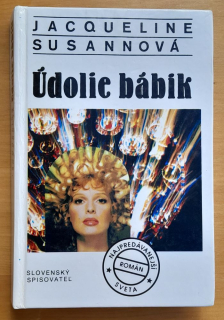 JACQUELINE
SUSANNOVÁ
Údolie bábik
NAJPREDÁVANEJŠÍ
ROMÁN
SVETA
SLOVENSKÝ
SPISOVATEĽ